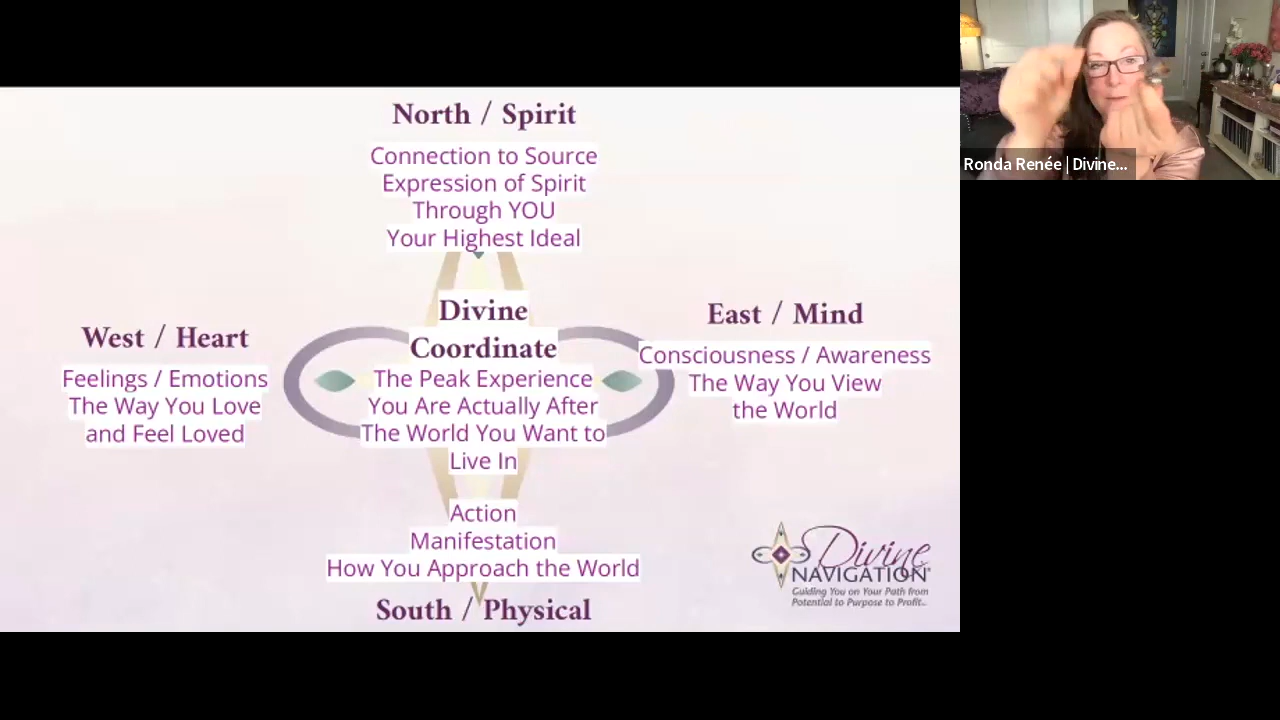 North / Spirit
Connection to Source
Expression of Spirit
Through YOU
Your Highest Ideal
Divine
Coordinate
The Peak Experience
You Are Actually After
The World You Want to
Live In
West / Heart
Feelings / Emotions
The Way You Love
and Feel Loved
East / Mind
Consciousness / Awareness
The Way You View
the World
Action
Manifestation
How You Approach the World
South / Physical
Divine
NAVIGATION®
Guiding You on Your Path from
Potential to Purpose to Profit...
Ronda Renée | Divine...